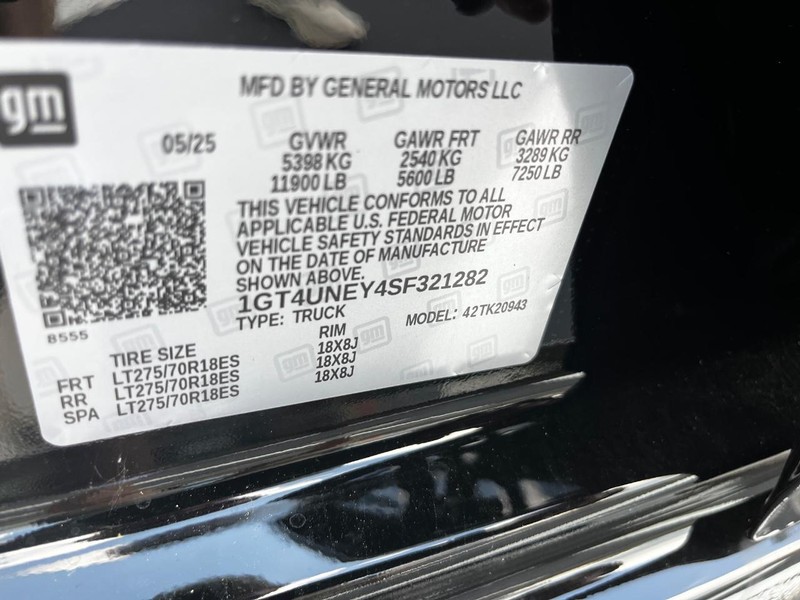 gm
MFD BY GENERAL MOTORS LLC
05/25
GVWR GAWR FRT GAWR RR
5398 KG 2540 KG 3289 KG
11900 LB 5600 LB 7250 LB
THIS VEHICLE CONFORMS TO ALL
APPLICABLE U.S. FEDERAL MOTOR
VEHICLE SAFETY STANDARDS IN EFFECT
ON THE DATE OF MANUFACTURE
SHOWN ABOVE.
1GT4UNEY4SF321282
TYPE: TRUCK MODEL: 42TK20943
8555
TIRE SIZE RIM
FRT LT275/70R18ES 18X8J
RR LT275/70R18ES 18X8J
SPA LT275/70R18ES 18X8J